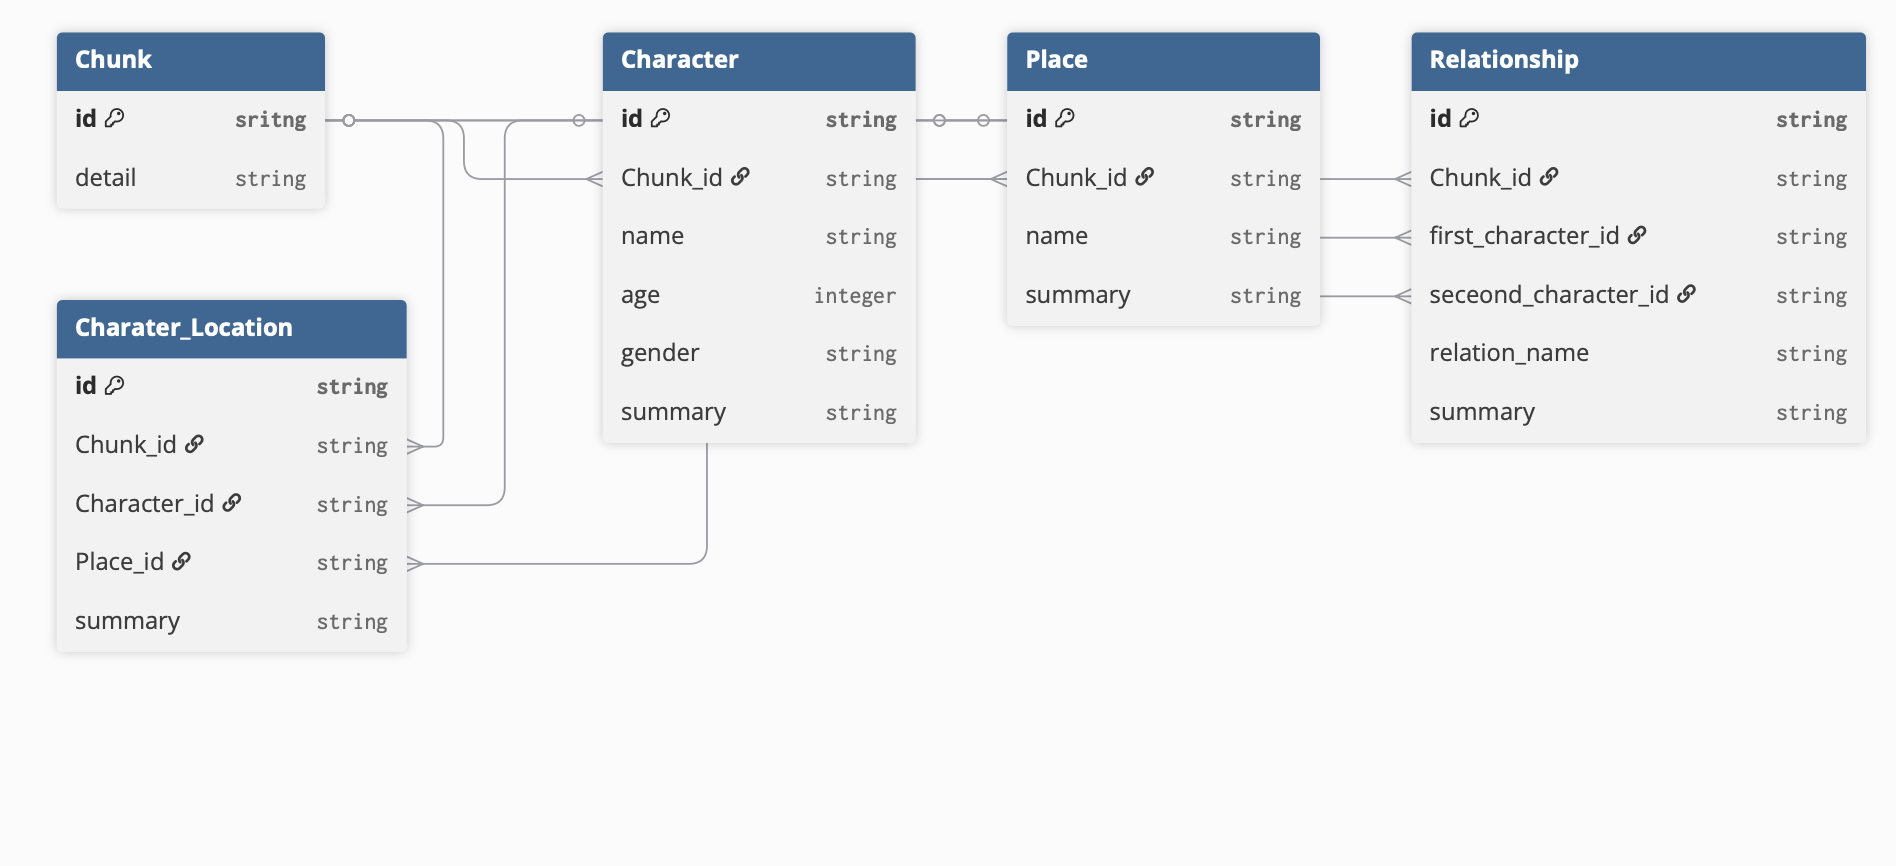 Chunk
id sritng
detail string
Character
id string
Chunk_id string
name string
age integer
gender string
summary string
Place
id string
Chunk_id string
name string
summary string
Relationship
id string
Chunk_id string
first_character_id string
seceond_character_id string
relation_name string
summary string
Charater_Location
id string
Chunk_id string
Character_id string
Place_id string
summary string